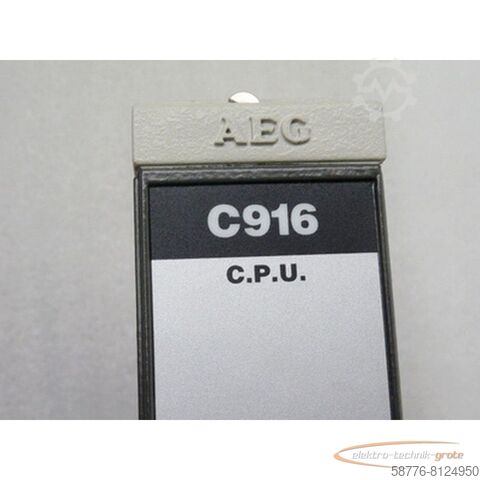 AEG
C916
C.P.U.
elektro-technik-grote
58776-8124950